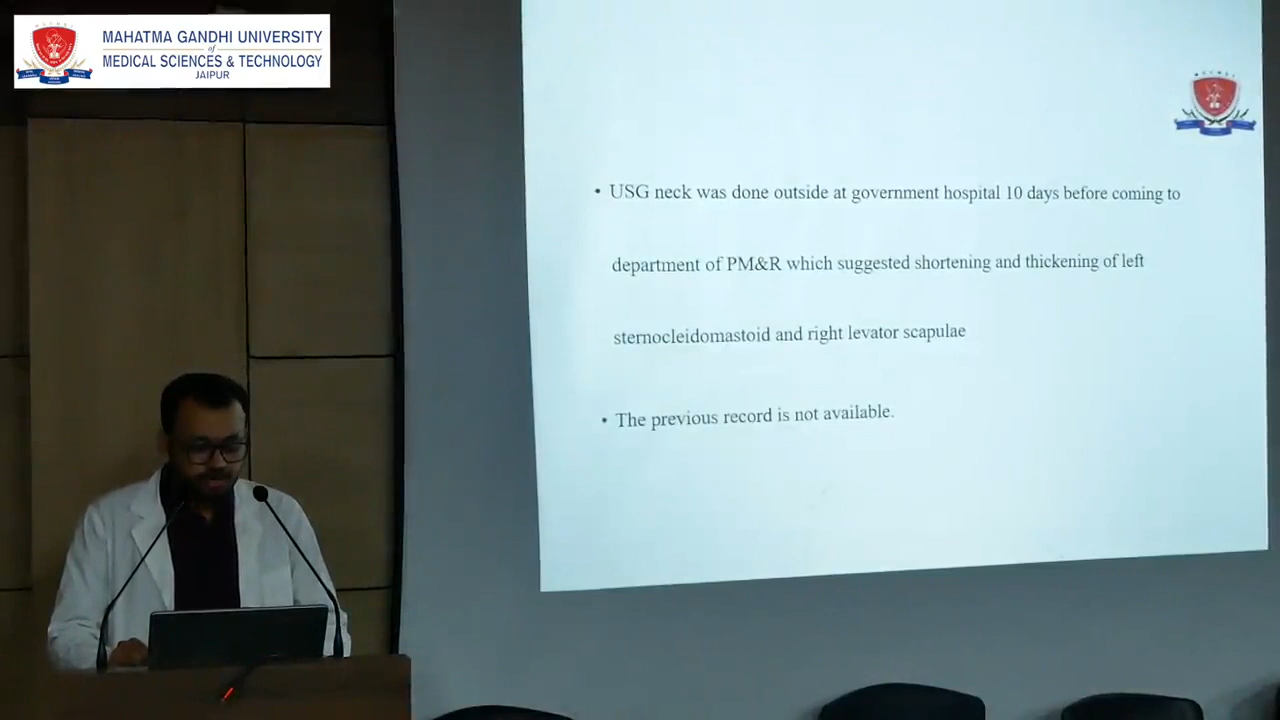 MAHATMA GANDHI UNIVERSITY
of
MEDICAL SCIENCES & TECHNOLOGY
JAIPUR
• USG neck was done outside at government hospital 10 days before coming to
department of PM&R which suggested shortening and thickening of left
sternocleidomastoid and right levator scapulae
• The previous record is not available.